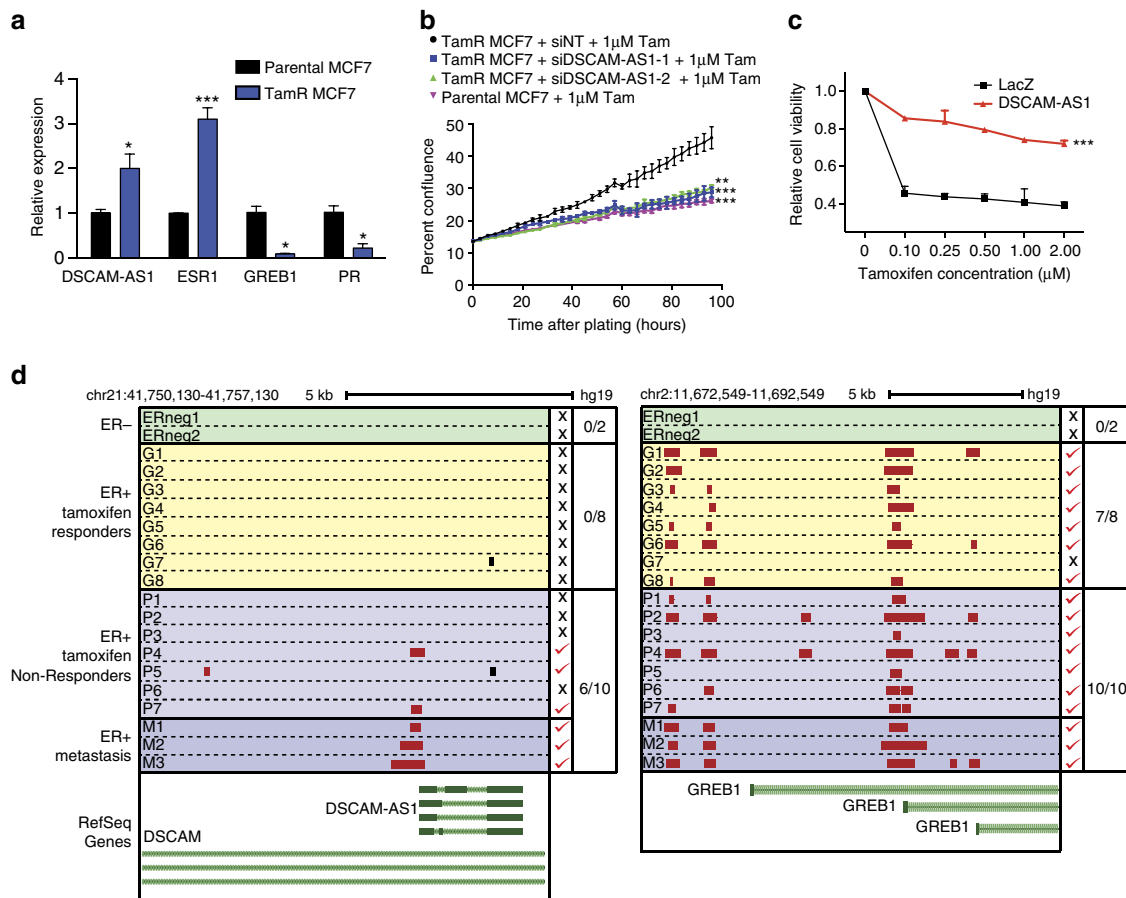 a
Parental MCF7
TamR MCF7
Relative expression
4
3
2
1
0
*
***
*
*
DSCAM-AS1 ESR1 GREB1 PR
b
TamR MCF7 + siNT + 1μM Tam
TamR MCF7 + siDSCAM-AS1-1 + 1μM Tam
TamR MCF7 + siDSCAM-AS1-2 + 1μM Tam
Parental MCF7 + 1μM Tam
Percent confluence
50
40
30
20
10
0
**
***
***
0 20 40 60 80 100
Time after plating (hours)
c
LacZ
DSCAM-AS1
Relative cell viability
1.0
0.8
0.6
0.4
***
0 0.10 0.25 0.50 1.00 2.00
Tamoxifen concentration (μM)
d
chr21:41,750,130-41,757,130 5 kb hg19
ER–
ERneg1 X
ERneg2 X
0/2
ER+
tamoxifen
responders
G1 X
G2 X
G3 X
G4 X
G5 X
G6 X
G7 X
G8 X
0/8
ER+
tamoxifen
Non-Responders
P1 X
P2 X
P3 X
P4 ✓
P5 ✓
P6 X
P7 ✓
6/10
ER+
metastasis
M1 ✓
M2 ✓
M3 ✓
RefSeq
Genes
DSCAM-AS1
DSCAM
chr2:11,672,549-11,692,549 5 kb hg19
ERneg1 X
ERneg2 X
0/2
G1 ✓
G2 ✓
G3 ✓
G4 ✓
G5 ✓
G6 ✓
G7 X
G8 ✓
7/8
P1 ✓
P2 ✓
P3 ✓
P4 ✓
P5 ✓
P6 ✓
P7 ✓
10/10
M1 ✓
M2 ✓
M3 ✓
GREB1
GREB1
GREB1